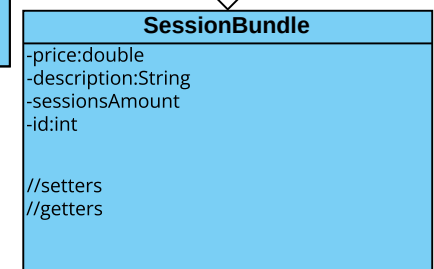 SessionBundle
-price:double
-description:String
-sessionsAmount
-id:int
//setters
//getters